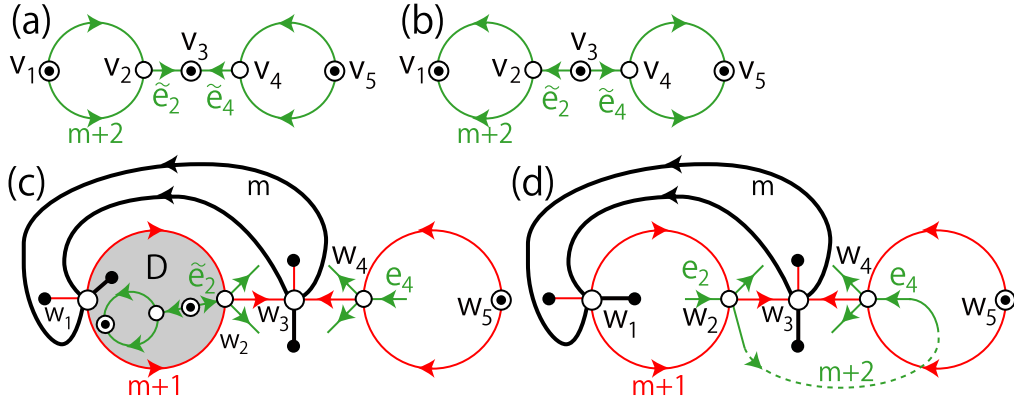 (a) (b)
v₁ v₂ v₃ v₄ v₅ v₁ v₂ v₃ v₄ v₅
ẽ₂ ẽ₄ ẽ₂ ẽ₄
m+2 m+2
(c) (d)
m m
D ẽ₂ w₄ e₄ e₂ w₄ e₄
w₁ w₂ w₃ w₅ w₁ w₂ w₃ w₅
m+1 m+1 m+2